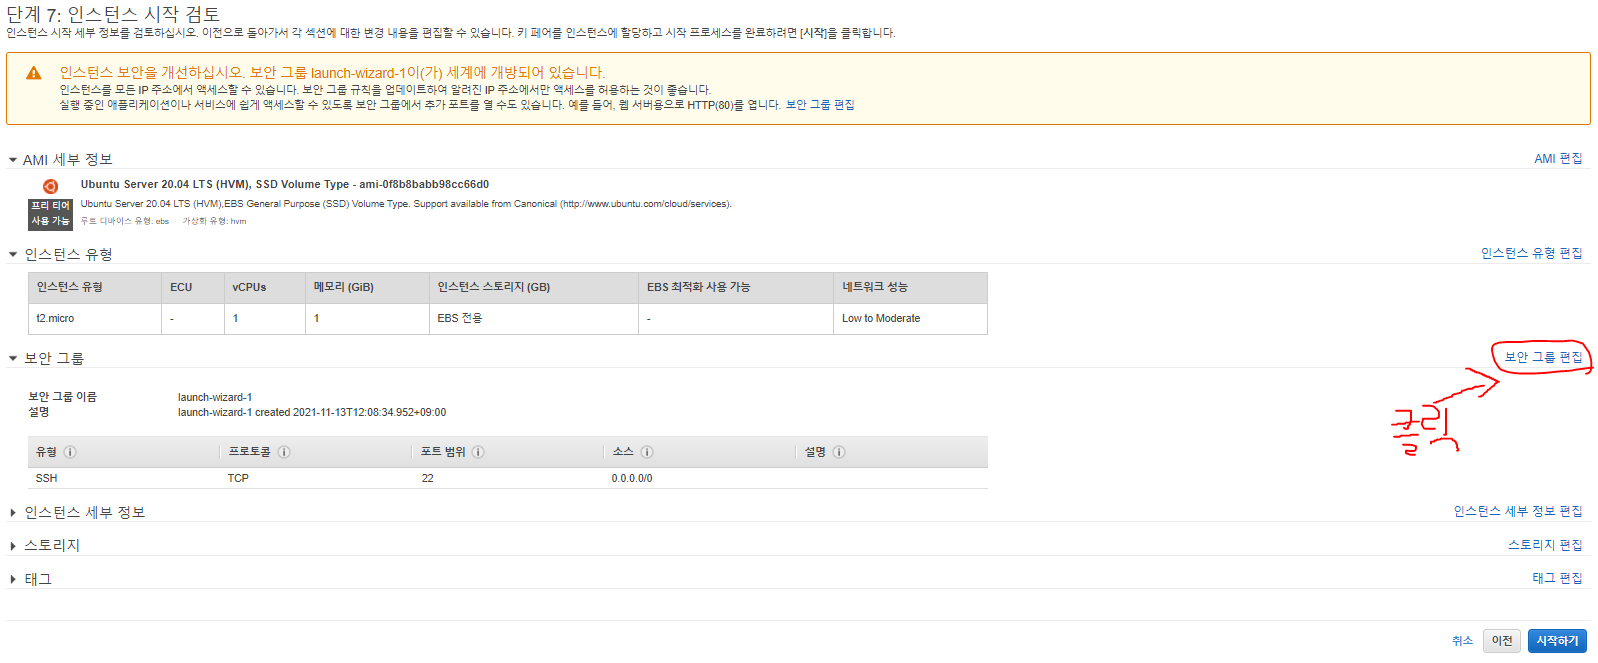 단계 7: 인스턴스 시작 검토
인스턴스 시작 세부 정보를 검토하십시오. 이전으로 돌아가서 각 섹션에 대한 변경 내용을 편집할 수 있습니다. 키 페어를 인스턴스에 할당하고 시작 프로세스를 완료하려면 [시작]을 클릭합니다.
인스턴스 보안을 개선하십시오. 보안 그룹 launch-wizard-1이(가) 세계에 개방되어 있습니다.
인스턴스를 모든 IP 주소에서 액세스할 수 있습니다. 보안 그룹 규칙을 업데이트하여 알려진 IP 주소에서만 액세스를 허용하는 것이 좋습니다.
실행 중인 애플리케이션이나 서비스에 쉽게 액세스할 수 있도록 보안 그룹에서 추가 포트를 열 수도 있습니다. 예를 들어, 웹 서버용으로 HTTP(80)를 엽니다. 보안 그룹 편집
AMI 세부 정보 AMI 편집
Ubuntu Server 20.04 LTS (HVM), SSD Volume Type - ami-0f8b8babb98cc66d0
프리 티어
사용 가능
Ubuntu Server 20.04 LTS (HVM),EBS General Purpose (SSD) Volume Type. Support available from Canonical (http://www.ubuntu.com/cloud/services).
루트 디바이스 유형: ebs 가상화 유형: hvm
인스턴스 유형 인스턴스 유형 편집
인스턴스 유형 ECU vCPUs 메모리 (GiB) 인스턴스 스토리지 (GB) EBS 최적화 사용 가능 네트워크 성능
t2.micro - 1 1 EBS 전용 - Low to Moderate
보안 그룹 보안 그룹 편집
클릭
보안 그룹 이름 launch-wizard-1
설명 launch-wizard-1 created 2021-11-13T12:08:34.952+09:00
유형 프로토콜 포트 범위 소스 설명
SSH TCP 22 0.0.0.0/0
인스턴스 세부 정보 인스턴스 세부 정보 편집
스토리지 스토리지 편집
태그 태그 편집
취소 이전 시작하기